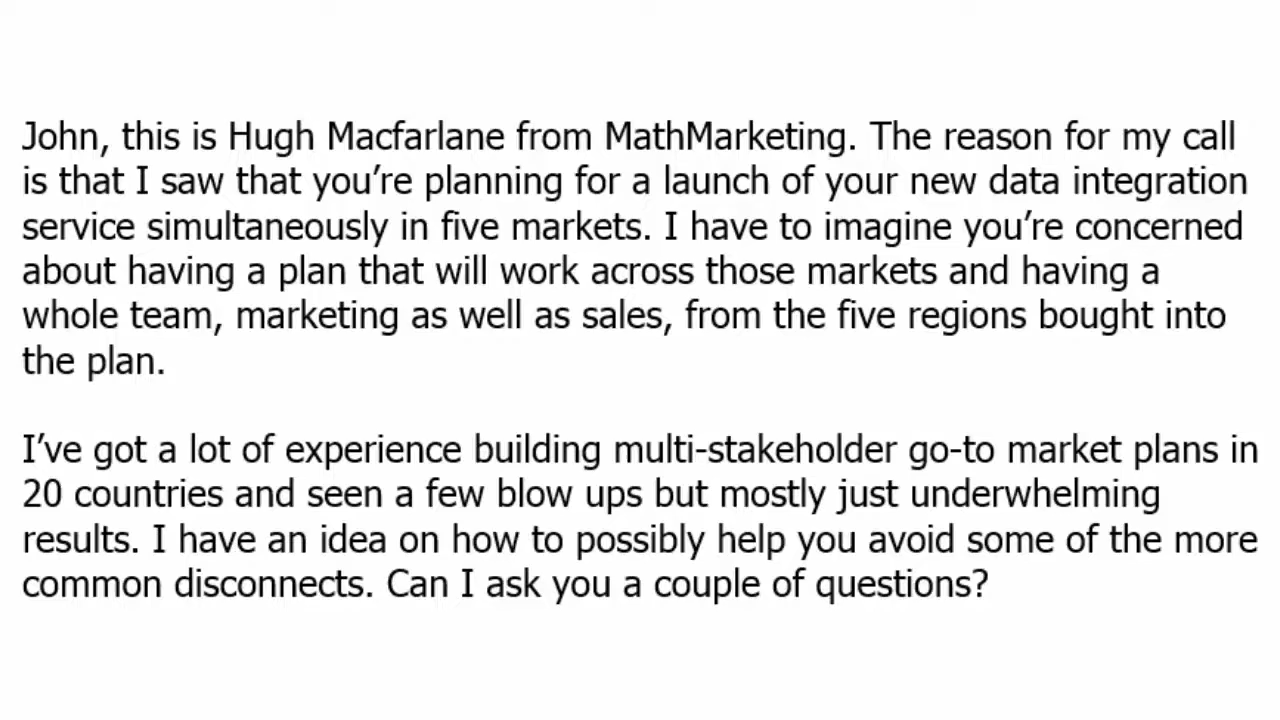 John, this is Hugh Macfarlane from MathMarketing. The reason for my call
is that I saw that you’re planning for a launch of your new data integration
service simultaneously in five markets. I have to imagine you’re concerned
about having a plan that will work across those markets and having a
whole team, marketing as well as sales, from the five regions bought into
the plan.
I’ve got a lot of experience building multi-stakeholder go-to market plans in
20 countries and seen a few blow ups but mostly just underwhelming
results. I have an idea on how to possibly help you avoid some of the more
common disconnects. Can I ask you a couple of questions?